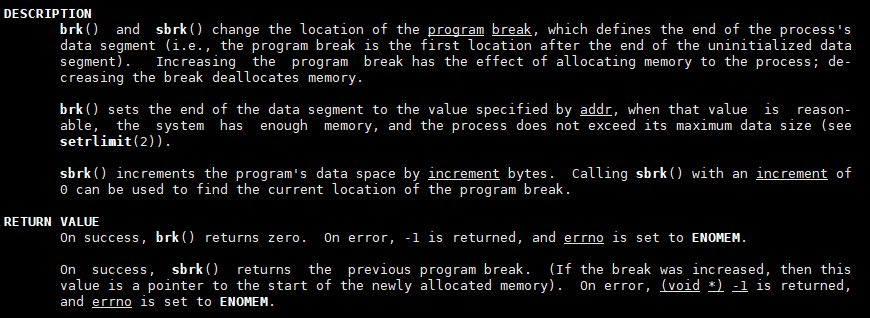 DESCRIPTION
brk() and sbrk() change the location of the program break, which defines the end of the process's
data segment (i.e., the program break is the first location after the end of the uninitialized data
segment). Increasing the program break has the effect of allocating memory to the process; de-
creasing the break deallocates memory.
brk() sets the end of the data segment to the value specified by addr, when that value is reason-
able, the system has enough memory, and the process does not exceed its maximum data size (see
setrlimit(2)).
sbrk() increments the program's data space by increment bytes. Calling sbrk() with an increment of
0 can be used to find the current location of the program break.
RETURN VALUE
On success, brk() returns zero. On error, -1 is returned, and errno is set to ENOMEM.
On success, sbrk() returns the previous program break. (If the break was increased, then this
value is a pointer to the start of the newly allocated memory). On error, (void *) -1 is returned,
and errno is set to ENOMEM.